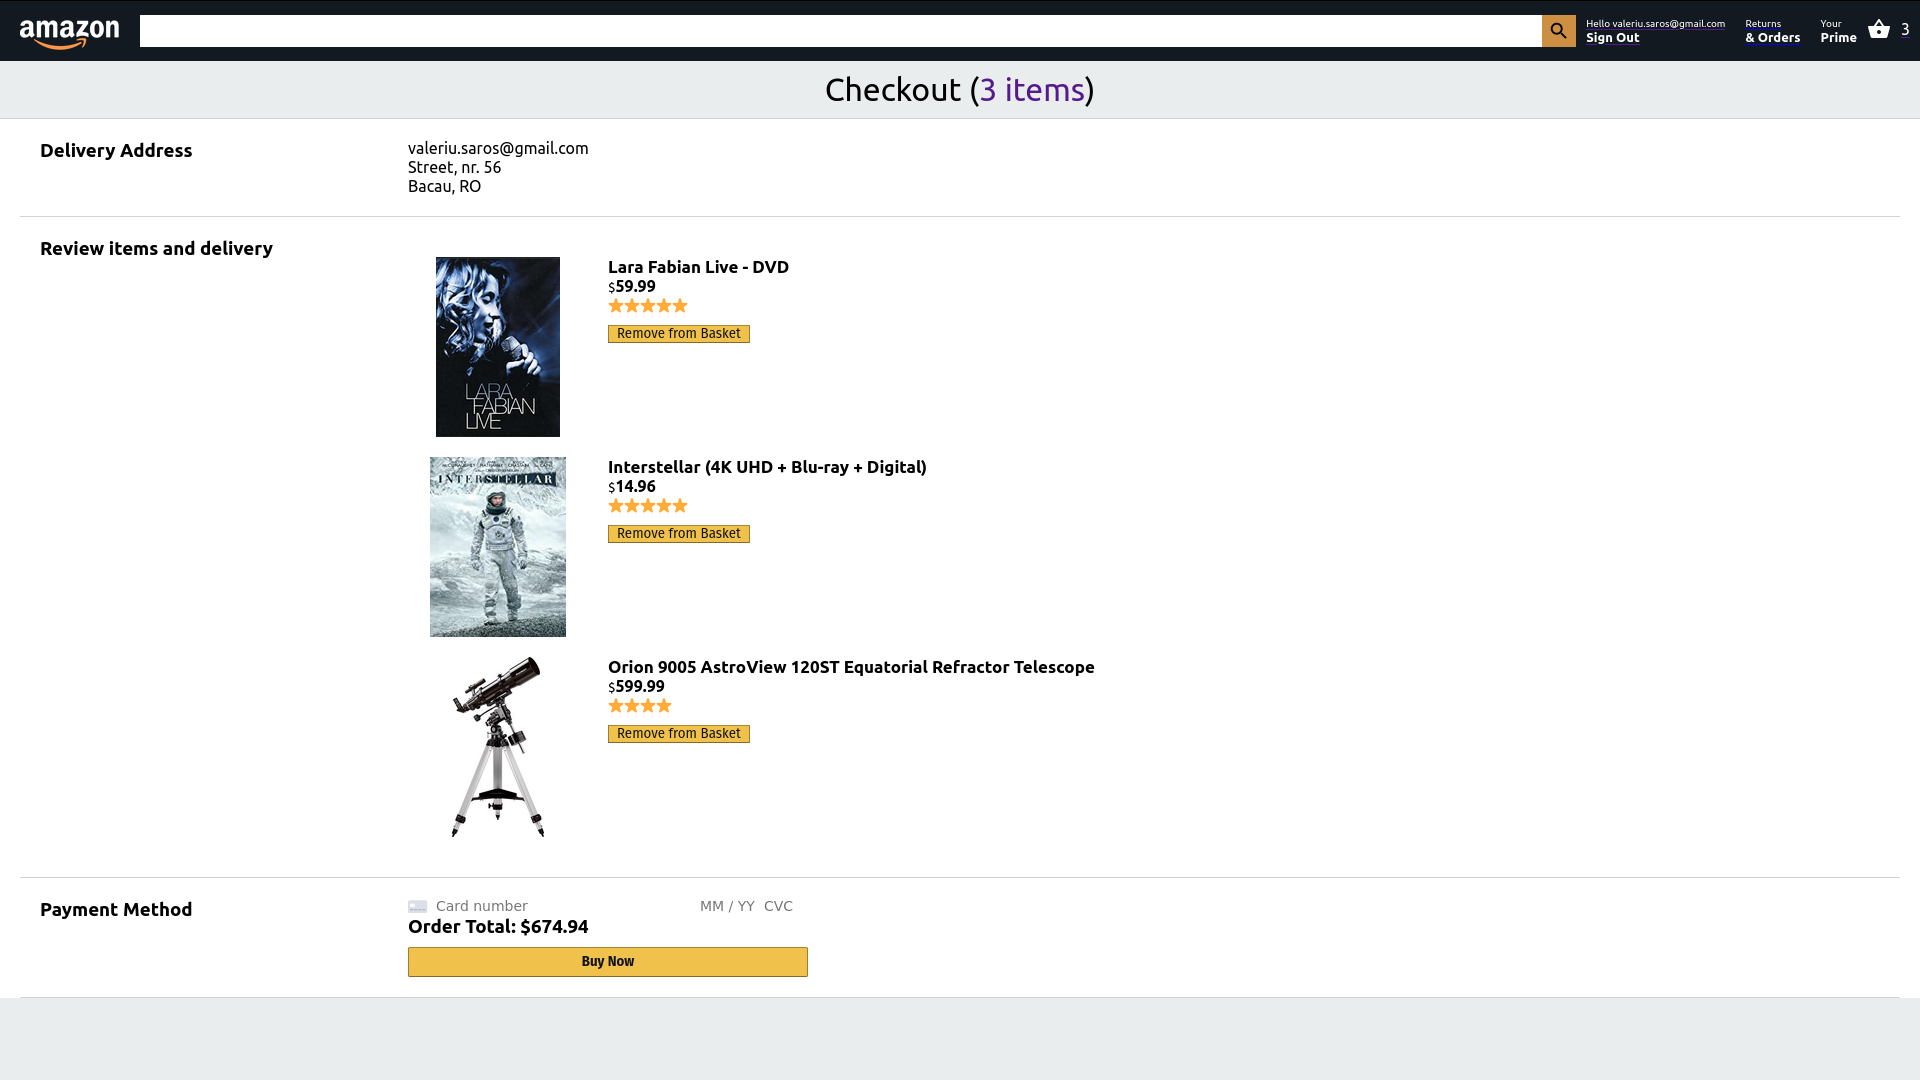 amazon
Hello valeriu.saros@gmail.com
Sign Out
Returns
& Orders
Your
Prime
3
Checkout (3 items)
Delivery Address
valeriu.saros@gmail.com
Street, nr. 56
Bacau, RO
Review items and delivery
LARA
FABIAN
LIVE
Lara Fabian Live - DVD
$59.99
Remove from Basket
INTERSTELLAR
Interstellar (4K UHD + Blu-ray + Digital)
$14.96
Remove from Basket
Orion 9005 AstroView 120ST Equatorial Refractor Telescope
$599.99
Remove from Basket
Payment Method
Card number MM / YY CVC
Order Total: $674.94
Buy Now